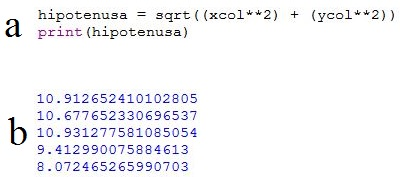 a
hipotenusa = sqrt((xcol**2) + (ycol**2))
print(hipotenusa)
b
10.912652410102805
10.677652330696537
10.931277581085054
9.412990075884613
8.072465265990703